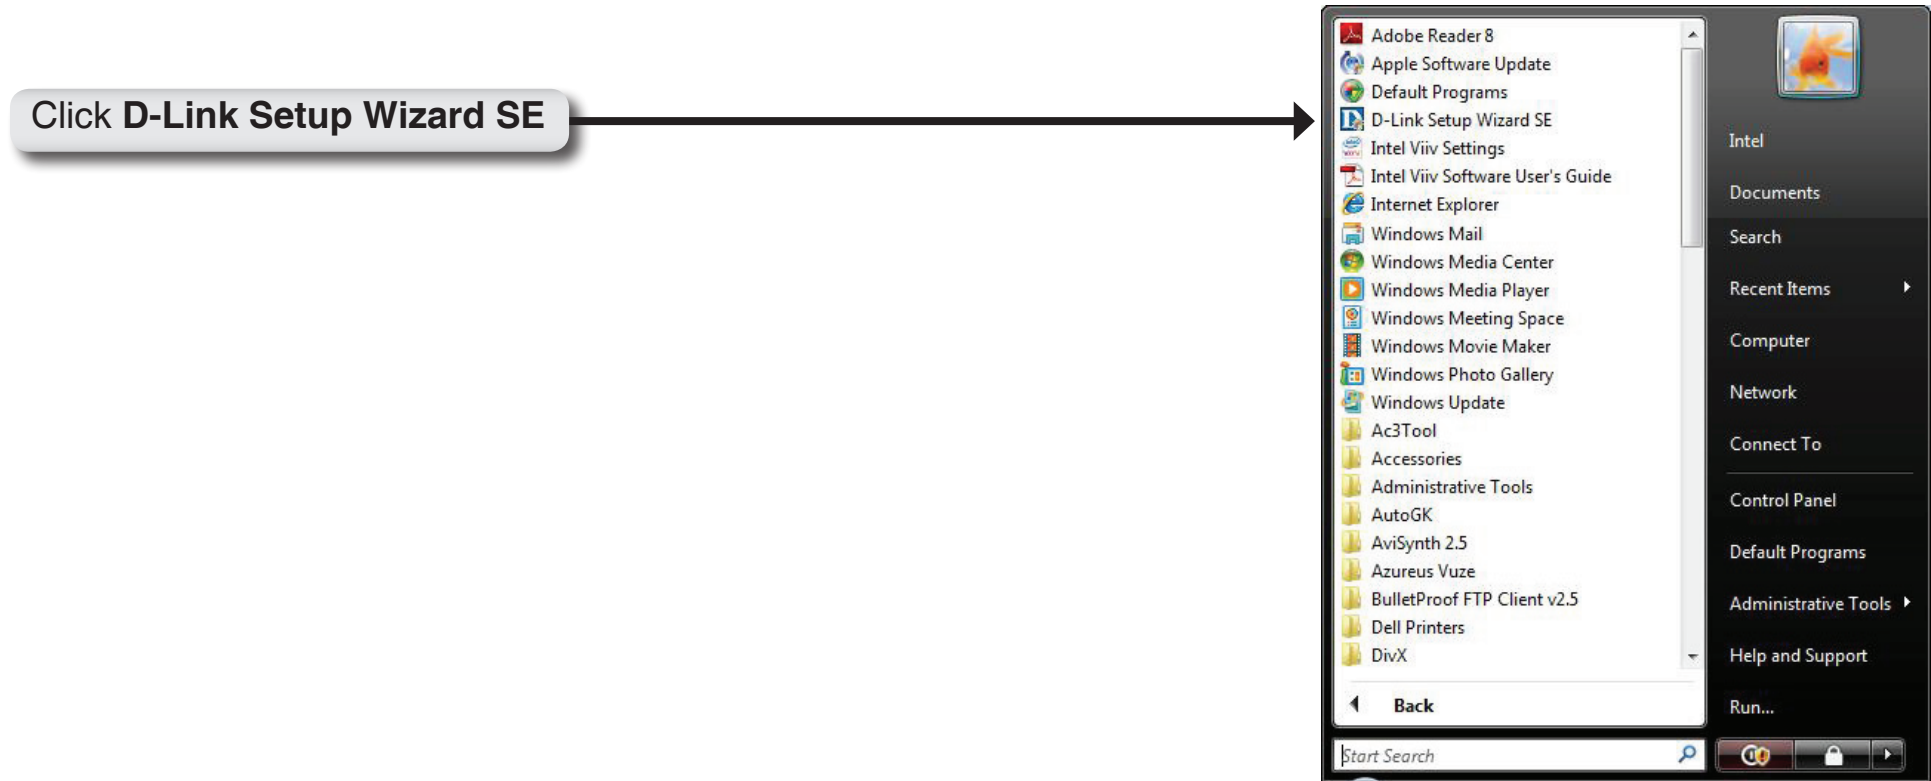 Click D-Link Setup Wizard SE
Adobe Reader 8
Apple Software Update
Default Programs
D-Link Setup Wizard SE
Intel Viiv Settings
Intel Viiv Software User's Guide
Internet Explorer
Windows Mail
Windows Media Center
Windows Media Player
Windows Meeting Space
Windows Movie Maker
Windows Photo Gallery
Windows Update
Ac3Tool
Accessories
Administrative Tools
AutoGK
AviSynth 2.5
Azureus Vuze
BulletProof FTP Client v2.5
Dell Printers
DivX
Back
Start Search
Intel
Documents
Search
Recent Items
Computer
Network
Connect To
Control Panel
Default Programs
Administrative Tools
Help and Support
Run...